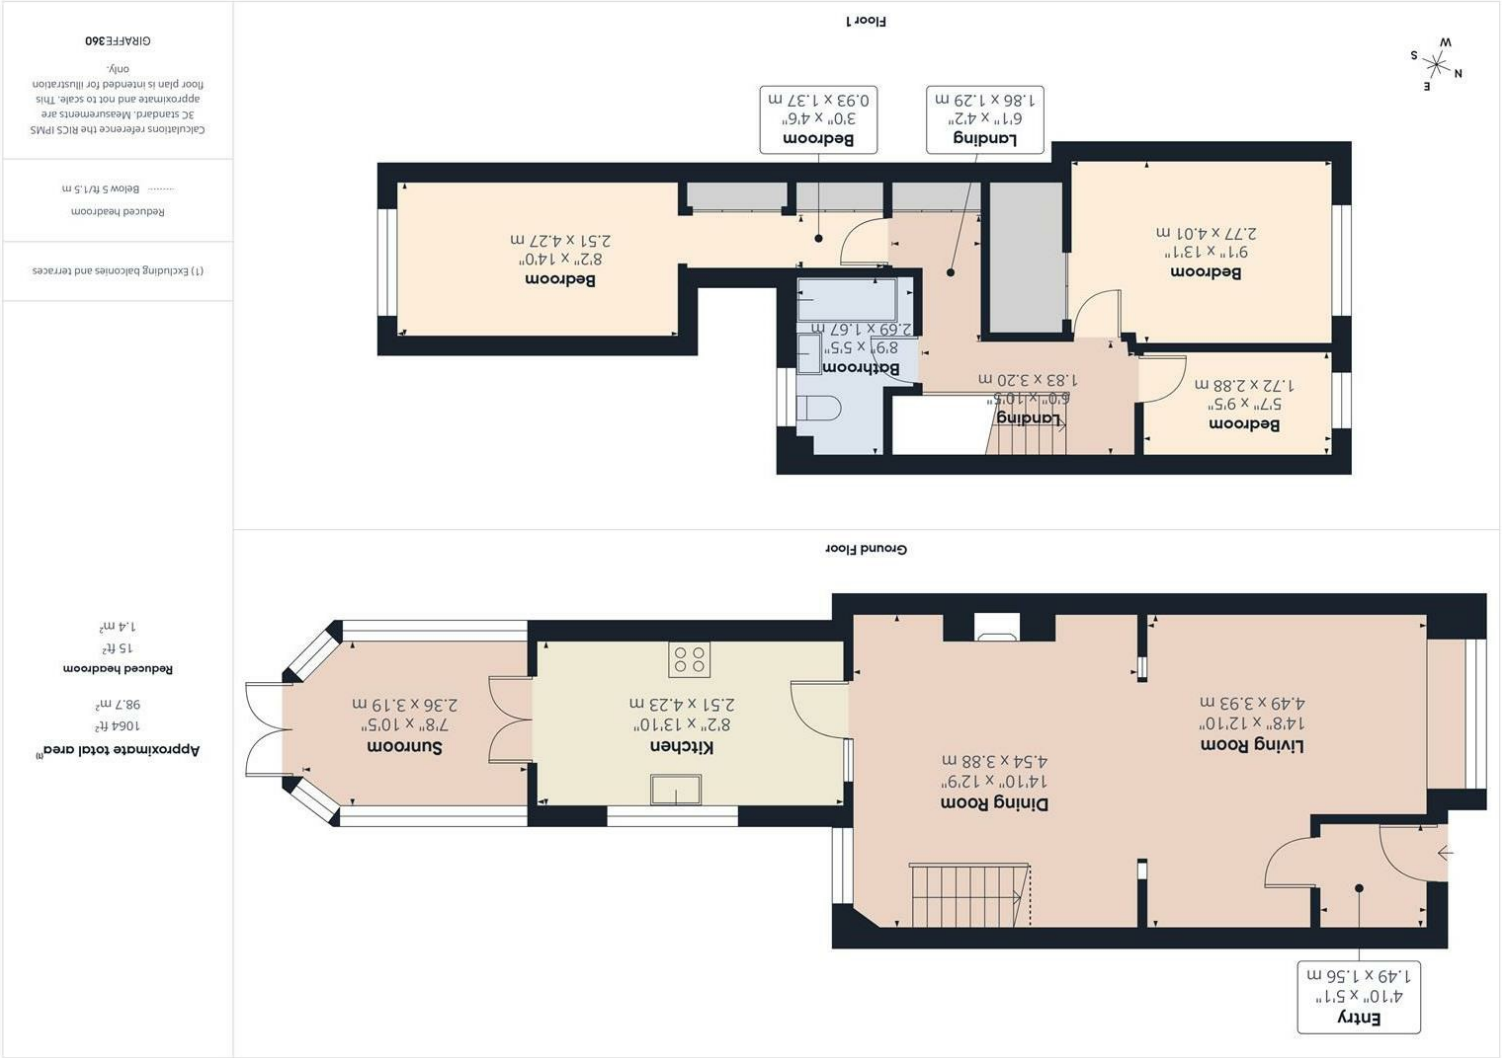 Approximate total area⁽¹⁾
1064 ft²
98.7 m²
Reduced headroom
15 ft²
1.4 m²
(1) Excluding balconies and terraces
Reduced headroom
Below 5 ft/1.5 m
Calculations reference the RICS IPMS
3C standard. Measurements are
approximate and not to scale. This
floor plan is intended for illustration
only.
GIRAFFE360
Entry
4'10" x 5'1"
1.49 x 1.56 m
Living Room
14'8" x 12'10"
4.49 x 3.93 m
Dining Room
14'10" x 12'9"
4.54 x 3.88 m
Kitchen
8'2" x 13'10"
2.51 x 4.23 m
Sunroom
7'8" x 10'5"
2.36 x 3.19 m
Ground Floor
Bedroom
5'7" x 9'5"
1.72 x 2.88 m
Landing
6'0" x 10'5"
1.83 x 3.20 m
Bathroom
8'9" x 5'5"
2.69 x 1.67 m
Bedroom
9'1" x 13'1"
2.77 x 4.01 m
Bedroom
8'2" x 14'0"
2.51 x 4.27 m
Landing
6'1" x 4'2"
1.86 x 1.29 m
Bedroom
3'0" x 4'6"
0.93 x 1.37 m
Floor 1
N
E
S
W